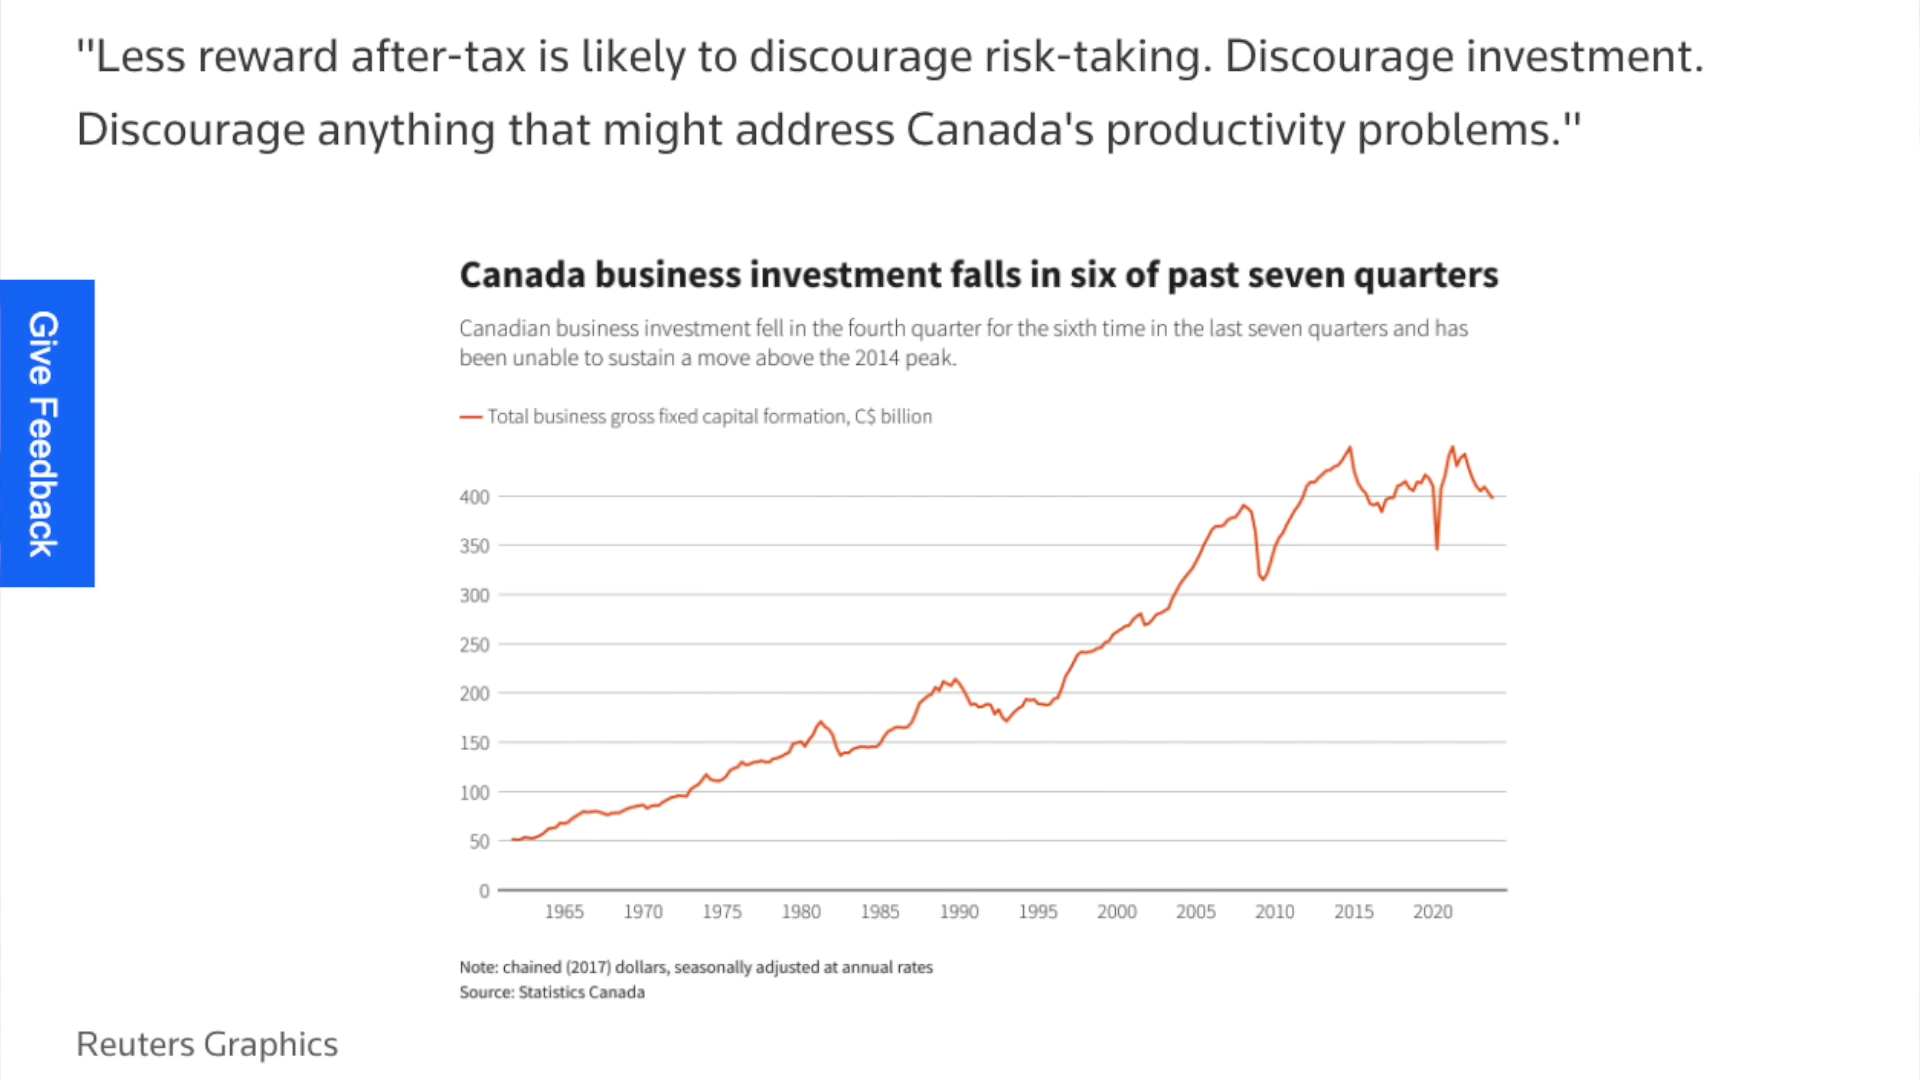 "Less reward after-tax is likely to discourage risk-taking. Discourage investment.
Discourage anything that might address Canada's productivity problems."
Canada business investment falls in six of past seven quarters
Canadian business investment fell in the fourth quarter for the sixth time in the last seven quarters and has
been unable to sustain a move above the 2014 peak.
Give Feedback
Total business gross fixed capital formation, C$ billion
400
350
300
250
200
150
100
50
0
1965 1970 1975 1980 1985 1990 1995 2000 2005 2010 2015 2020
Note: chained (2017) dollars, seasonally adjusted at annual rates
Source: Statistics Canada
Reuters Graphics